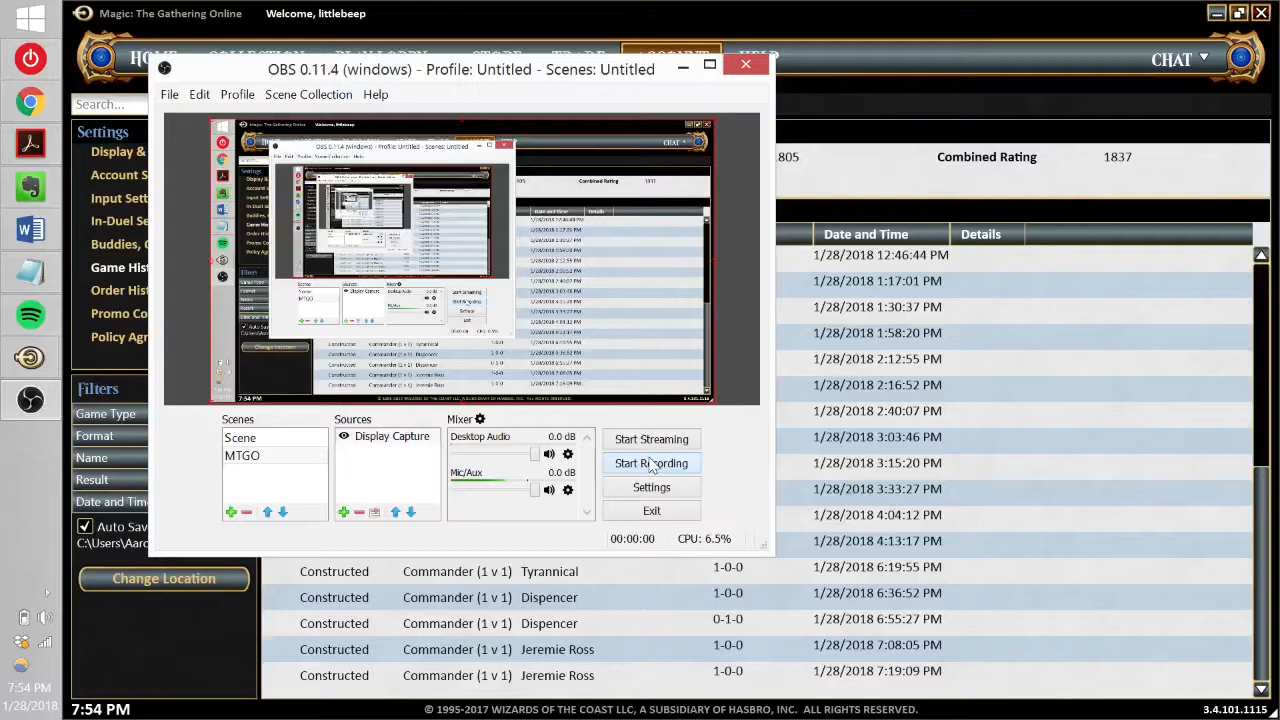 Magic: The Gathering Online Welcome, littlebeep
ACCOUNT
CHAT
OBS 0.11.4 (windows) - Profile: Untitled - Scenes: Untitled
File Edit Profile Scene Collection Help
Search...
Settings
Display &
Account S
Input Sett
In-Duel Se
Buddies, C
Game Hist
Order Hist
Promo Co
Policy Agr
805 Combined Rating 1837
Date and Time Details
1/28/2018 12:46:44 PM
1/28/2018 1:17:01 PM
1/28/2018 1:30:37 PM
1/28/2018 1:58:20 PM
1/28/2018 2:12:55 PM
1/28/2018 2:16:52 PM
1/28/2018 2:40:07 PM
1/28/2018 3:03:46 PM
1/28/2018 3:15:20 PM
1/28/2018 3:33:27 PM
1/28/2018 4:04:12 PM
1/28/2018 4:13:17 PM
Filters
Game Type
Format
Name
Result
Date and Tim
Auto Sav
C:\Users\Aaro
Change Location
Scenes
Scene
MTGO
Sources
Display Capture
Mixer
Desktop Audio 0.0 dB
Mic/Aux 0.0 dB
Start Streaming
Start Recording
Settings
Exit
00:00:00 CPU: 6.5%
Constructed Commander (1 v 1) Tyrannical 1-0-0 1/28/2018 6:19:55 PM
Constructed Commander (1 v 1) Dispencer 1-0-0 1/28/2018 6:36:52 PM
Constructed Commander (1 v 1) Dispencer 0-1-0 1/28/2018 6:55:27 PM
Constructed Commander (1 v 1) Jeremie Ross 1-0-0 1/28/2018 7:08:05 PM
Constructed Commander (1 v 1) Jeremie Ross 1-0-0 1/28/2018 7:19:09 PM
7:54 PM
1/28/2018
7:54 PM © 1995-2017 WIZARDS OF THE COAST LLC, A SUBSIDIARY OF HASBRO, INC. ALL RIGHTS RESERVED. 3.4.101.1115